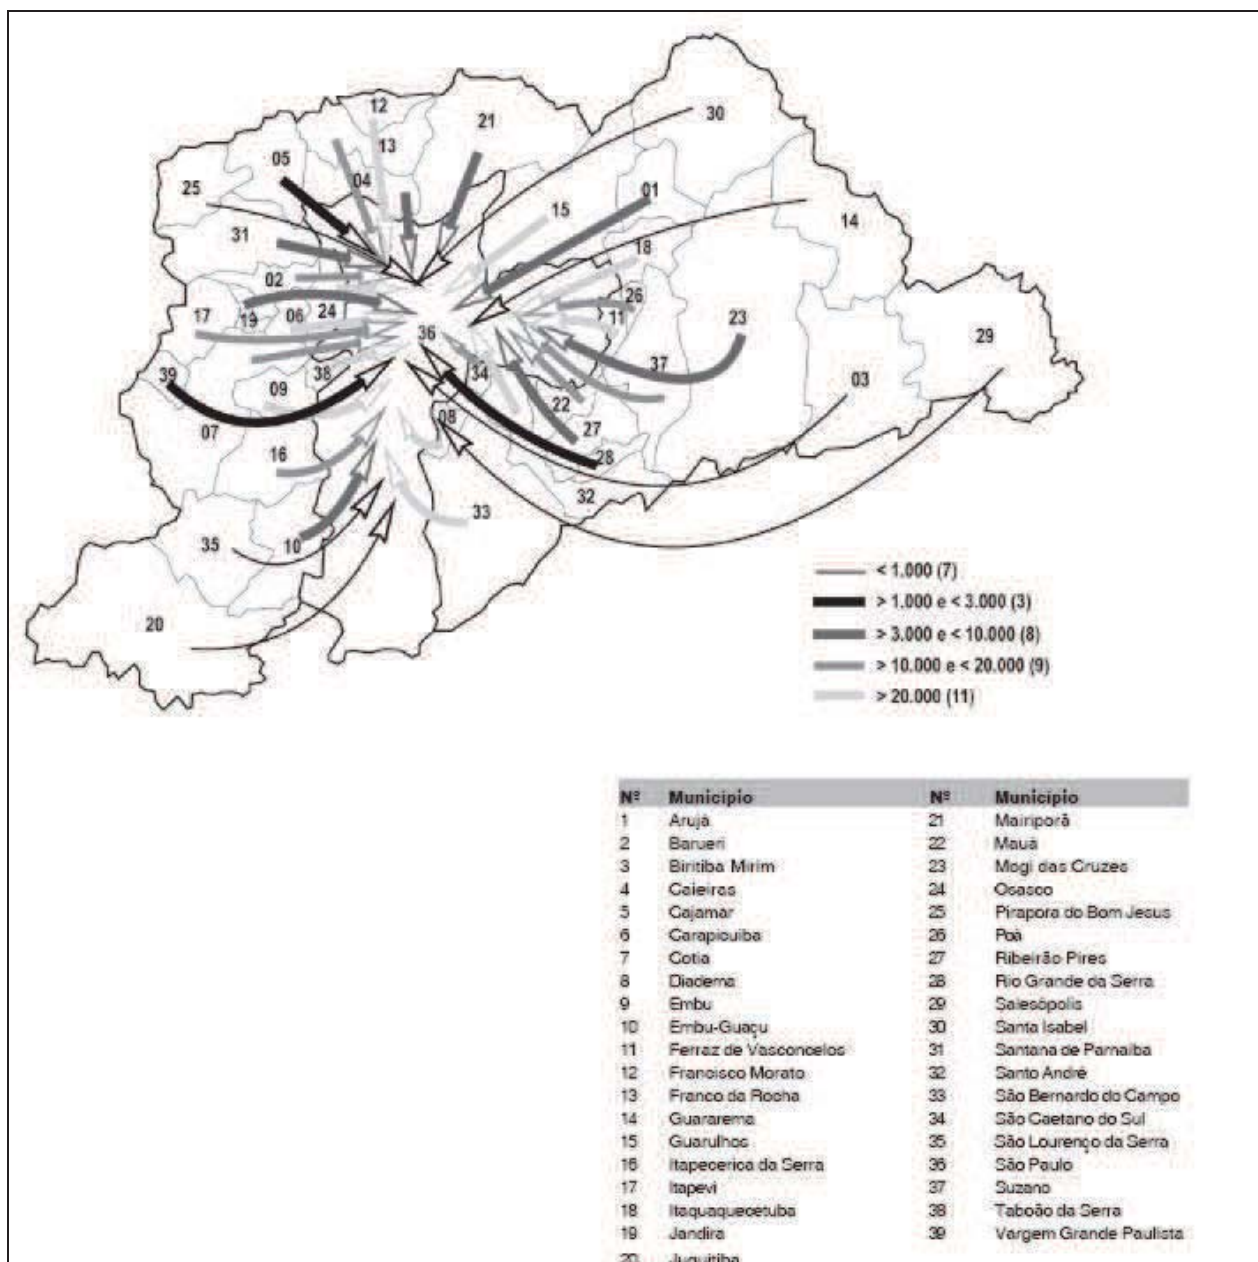 12
21
30
13
05
04
25
01
15
14
31
18
02
26
24
17
06
11
23
19
29
36
37
34
38
39
03
09
22
08
07
27
16
28
32
33
35
10
20
< 1.000 (7)
> 1.000 e < 3.000 (3)
> 3.000 e < 10.000 (8)
> 10.000 e < 20.000 (9)
> 20.000 (11)
Nº Município Nº Município
1 Arujá 21 Mairiporã
2 Barueri 22 Mauá
3 Biritiba Mirim 23 Mogi das Cruzes
4 Caieiras 24 Osasco
5 Cajamar 25 Pirapora do Bom Jesus
6 Carapicuíba 26 Poá
7 Cotia 27 Ribeirão Pires
8 Diadema 28 Rio Grande da Serra
9 Embu 29 Salesópolis
10 Embu-Guaçu 30 Santa Isabel
11 Ferraz de Vasconcelos 31 Santana de Parnaíba
12 Francisco Morato 32 Santo André
13 Franco da Rocha 33 São Bernardo do Campo
14 Guararema 34 São Caetano do Sul
15 Guarulhos 35 São Lourenço da Serra
16 Itapecerica da Serra 36 São Paulo
17 Itapevi 37 Suzano
18 Itaquaquecetuba 38 Taboão da Serra
19 Jandira 39 Vargem Grande Paulista
20 Juquitiba